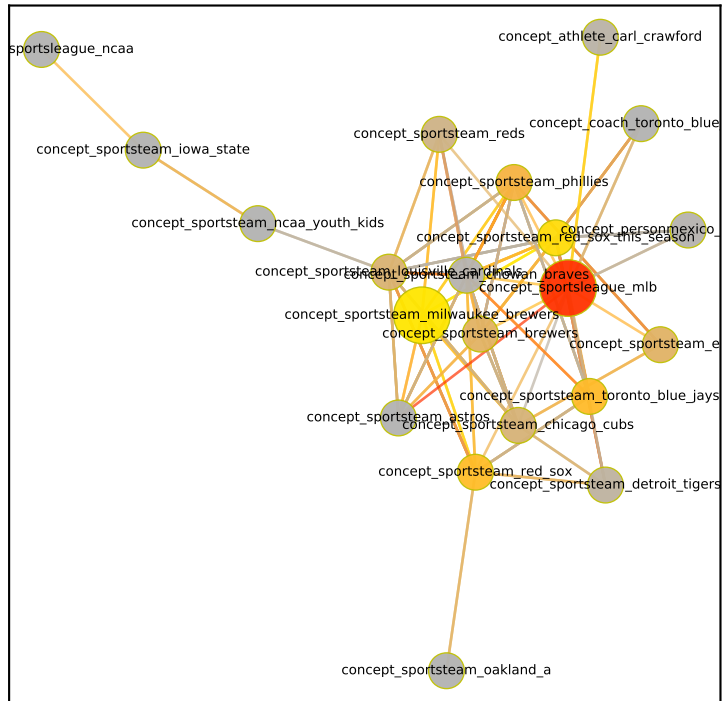 concept_athlete_carl_crawford
sportsleague_ncaa
concept_coach_toronto_blue
concept_sportsteam_reds
concept_sportsteam_iowa_state
concept_sportsteam_phillies
concept_sportsteam_ncaa_youth_kids
concept_personmexico_
concept_sportsteam_red_sox_this_season
concept_sportsteam_louisville_cardinals
concept_sportsteam_chowan_braves
concept_sportsleague_mlb
concept_sportsteam_milwaukee_brewers
concept_sportsteam_brewers
concept_sportsteam_e
concept_sportsteam_toronto_blue_jays
concept_sportsteam_astros
concept_sportsteam_chicago_cubs
concept_sportsteam_red_sox
concept_sportsteam_detroit_tigers
concept_sportsteam_oakland_a